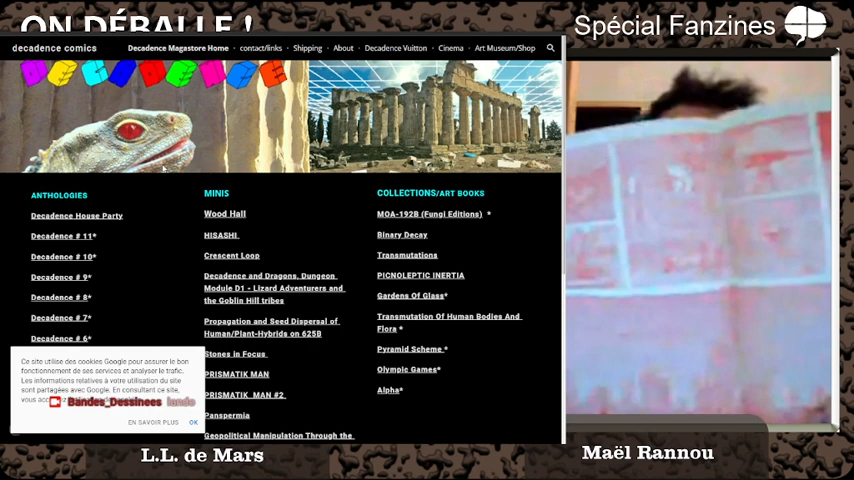 ON DÉBALLE !
Spécial Fanzines
decadence comics
Decadence Magastore Home · contact/links · Shipping · About · Decadence Vuitton · Cinema · Art Museum/Shop
ANTHOLOGIES
Decadence House Party
Decadence # 11*
Decadence # 10*
Decadence # 9*
Decadence # 8*
Decadence # 7*
Decadence # 6*
MINIS
Wood Hall
HISASHI
Crescent Loop
Decadence and Dragons, Dungeon
Module D1 - Lizard Adventurers and
the Goblin Hill tribes
Propagation and Seed Dispersal of
Human/Plant-Hybrids on 625B
Stones in Focus
PRISMATIK MAN
PRISMATIK MAN #2
Panspermia
Geopolitical Manipulation Through the
COLLECTIONS/ART BOOKS
MOA-192B (Fungi Editions) *
Binary Decay
Transmutations
PICNOLEPTIC INERTIA
Gardens Of Glass*
Transmutation Of Human Bodies And
Flora *
Pyramid Scheme *
Olympic Games*
Alpha*
Ce site utilise des cookies Google pour assurer le bon
fonctionnement de ses services et analyser le trafic.
Les informations relatives à votre utilisation du site
sont partagées avec Google. En consultant ce site,
vous
Bandes_Dessinees lando
EN SAVOIR PLUS OK
L.L. de Mars
Maël Rannou